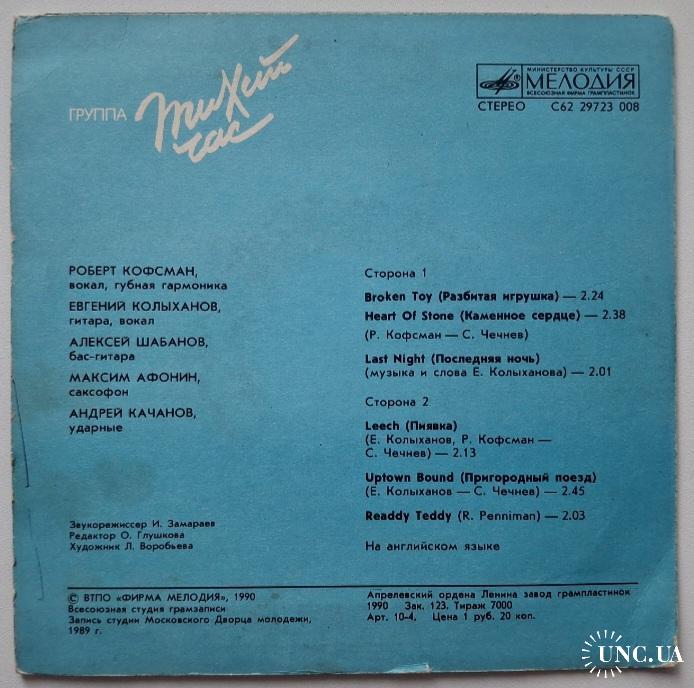 ГРУППА
Тихий час
МИНИСТЕРСТВО КУЛЬТУРЫ СССР
МЕЛОДИЯ
ВСЕСОЮЗНАЯ ФИРМА ГРАМПЛАСТИНОК
СТЕРЕО С62 29723 008
РОБЕРТ КОФСМАН,
вокал, губная гармоника
ЕВГЕНИЙ КОЛЫХАНОВ,
гитара, вокал
АЛЕКСЕЙ ШАБАНОВ,
бас-гитара
МАКСИМ АФОНИН,
саксофон
АНДРЕЙ КАЧАНОВ,
ударные
Звукорежиссер И. Замараев
Редактор О. Глушкова
Художник Л. Воробьева
Сторона 1
Broken Toy (Разбитая игрушка) — 2.24
Heart Of Stone (Каменное сердце) — 2.38
(Р. Кофсман — С. Чечнев)
Last Night (Последняя ночь)
(музыка и слова Е. Колыханова) — 2.01
Сторона 2
Leech (Пиявка)
(Е. Колыханов, Р. Кофсман —
С. Чечнев) — 2.13
Uptown Bound (Пригородный поезд)
(Е. Колыханов — С. Чечнев) — 2.45
Readdy Teddy (R. Penniman) — 2.03
На английском языке
© ВТПО «ФИРМА МЕЛОДИЯ», 1990
Всесоюзная студия грамзаписи
Запись студии Московского Дворца молодежи,
1989 г.
Апрелевский ордена Ленина завод грампластинок
1990 Зак. 123. Тираж 7000
Арт. 10-4. Цена 1 руб. 20 коп.
UNC.UA